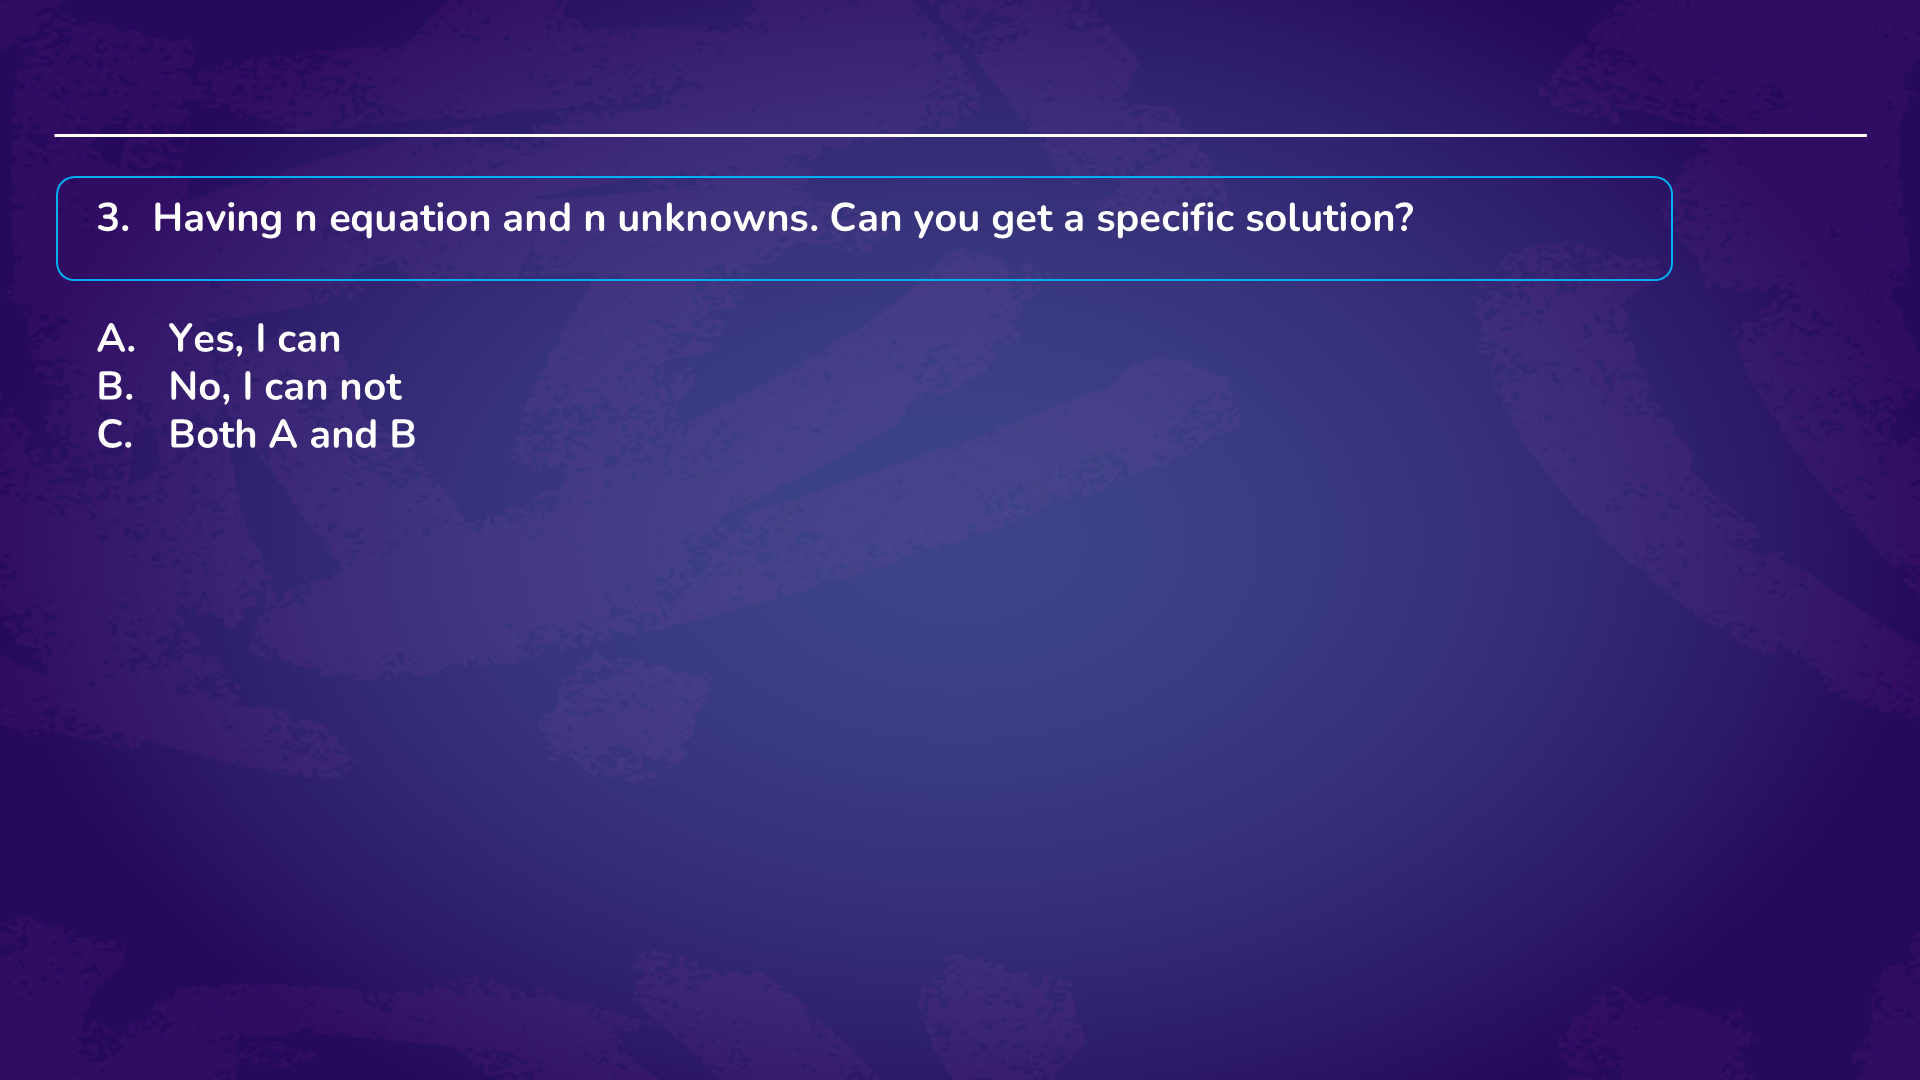 3. Having n equation and n unknowns. Can you get a specific solution?
A. Yes, I can
B. No, I can not
C. Both A and B